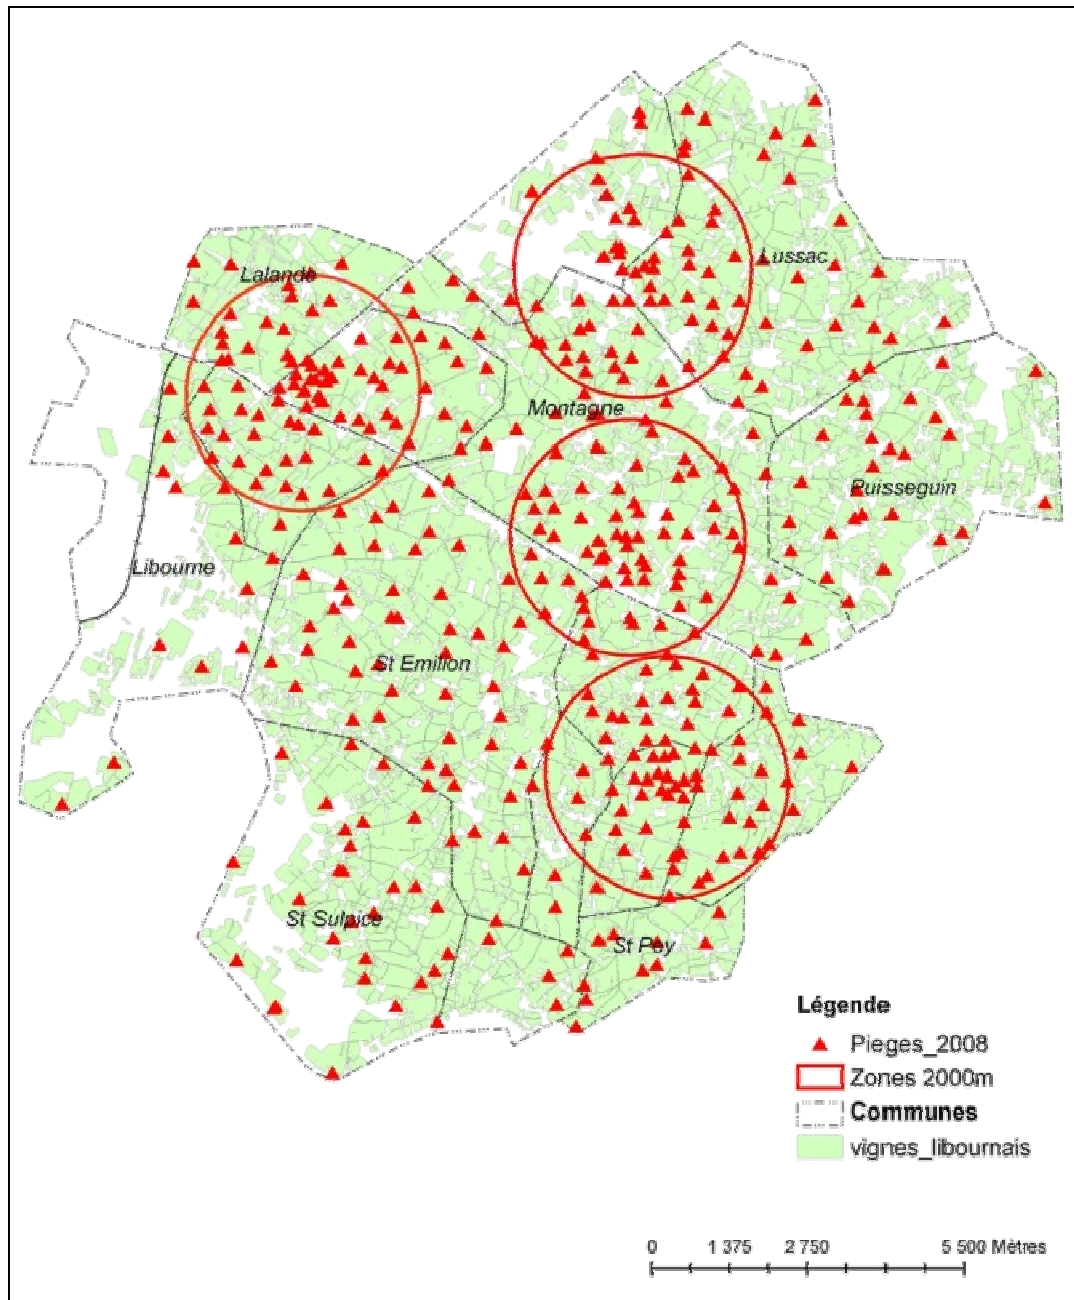 Lussac
Lalande
Montagne
Puisseguin
Libourne
St Emilion
St Sulpice
St Pey
Légende
Pieges_2008
Zones 2000m
Communes
vignes_libournais
0 1 375 2 750 5 500 Mètres